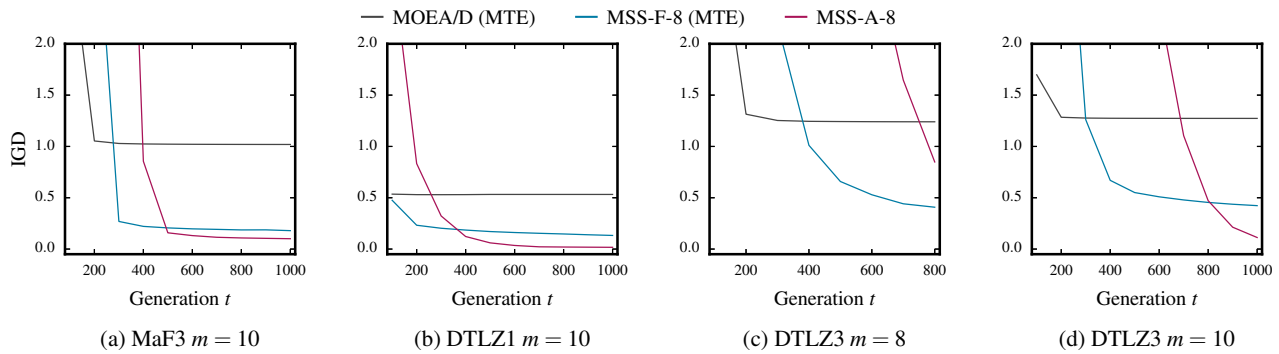 MOEA/D (MTE) MSS-F-8 (MTE) MSS-A-8
IGD
2.0
1.5
1.0
0.5
0.0
200 400 600 800 1000
Generation t
(a) MaF3 m = 10
2.0
1.5
1.0
0.5
0.0
200 400 600 800 1000
Generation t
(b) DTLZ1 m = 10
2.0
1.5
1.0
0.5
0.0
200 400 600 800
Generation t
(c) DTLZ3 m = 8
2.0
1.5
1.0
0.5
0.0
200 400 600 800 1000
Generation t
(d) DTLZ3 m = 10